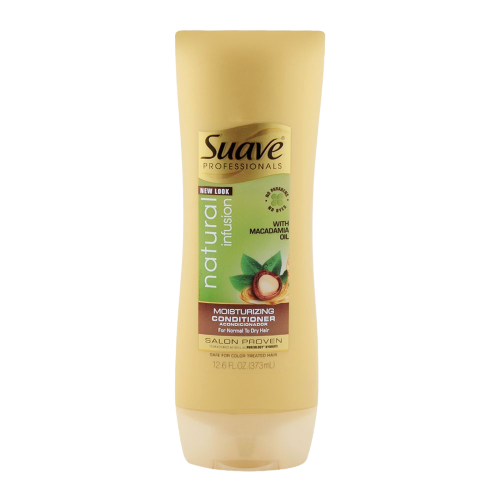 Suave
PROFESSIONALS
NEW LOOK
natural
infusion
NO PARABENS
NO DYES
WITH
MACADAMIA
OIL
MOISTURIZING
CONDITIONER
ACONDICIONADOR
For Normal To Dry Hair
SALON PROVEN
SAFE FOR COLOR TREATED HAIR
12.6 FL OZ (373mL)